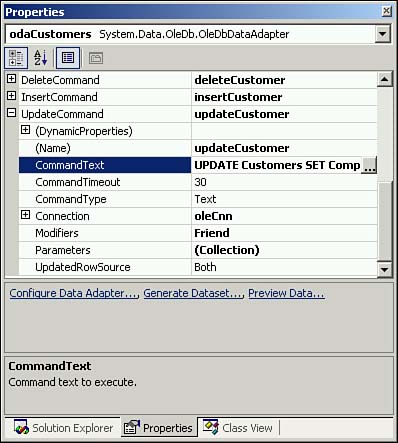 Properties
odaCustomers System.Data.OleDb.OleDbDataAdapter
DeleteCommand deleteCustomer
InsertCommand insertCustomer
UpdateCommand updateCustomer
(DynamicProperties)
(Name) updateCustomer
CommandText UPDATE Customers SET Comp ...
CommandTimeout 30
CommandType Text
Connection oleCnn
Modifiers Friend
Parameters (Collection)
UpdatedRowSource Both
Configure Data Adapter..., Generate Dataset..., Preview Data...
CommandText
Command text to execute.
Solution Explorer Properties Class View